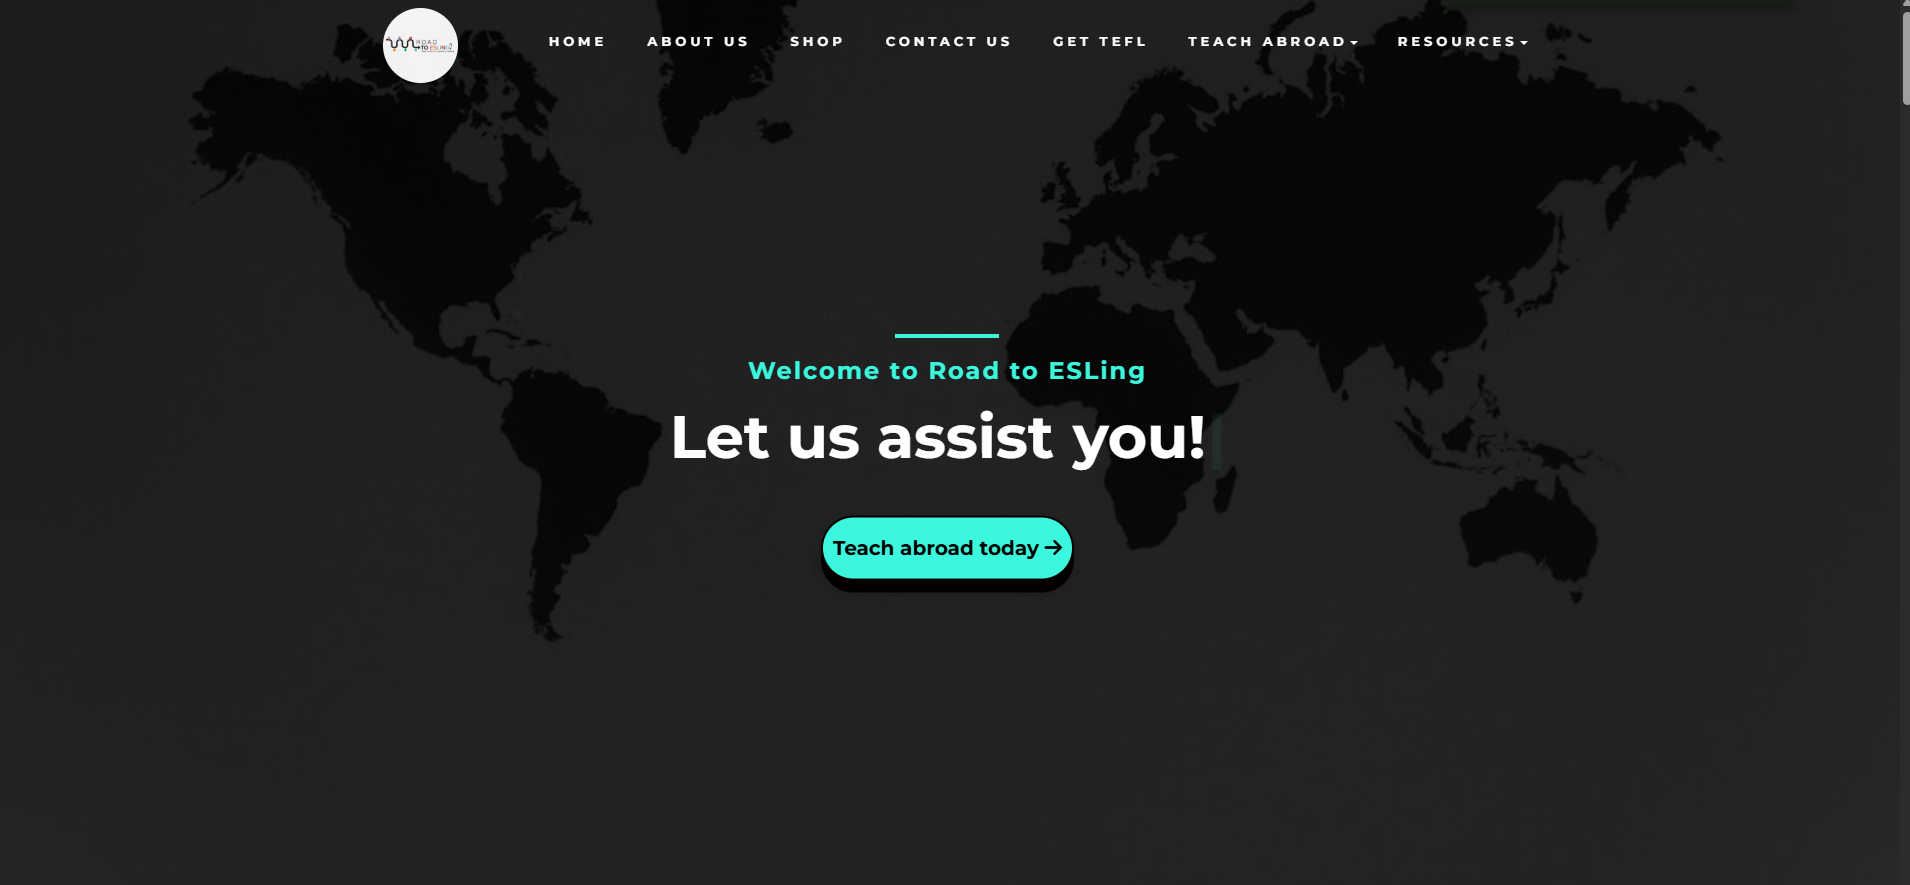 ROAD
TO ESLING
HOME ABOUT US SHOP CONTACT US GET TEFL TEACH ABROAD RESOURCES
Welcome to Road to ESLing
Let us assist you!
Teach abroad today →